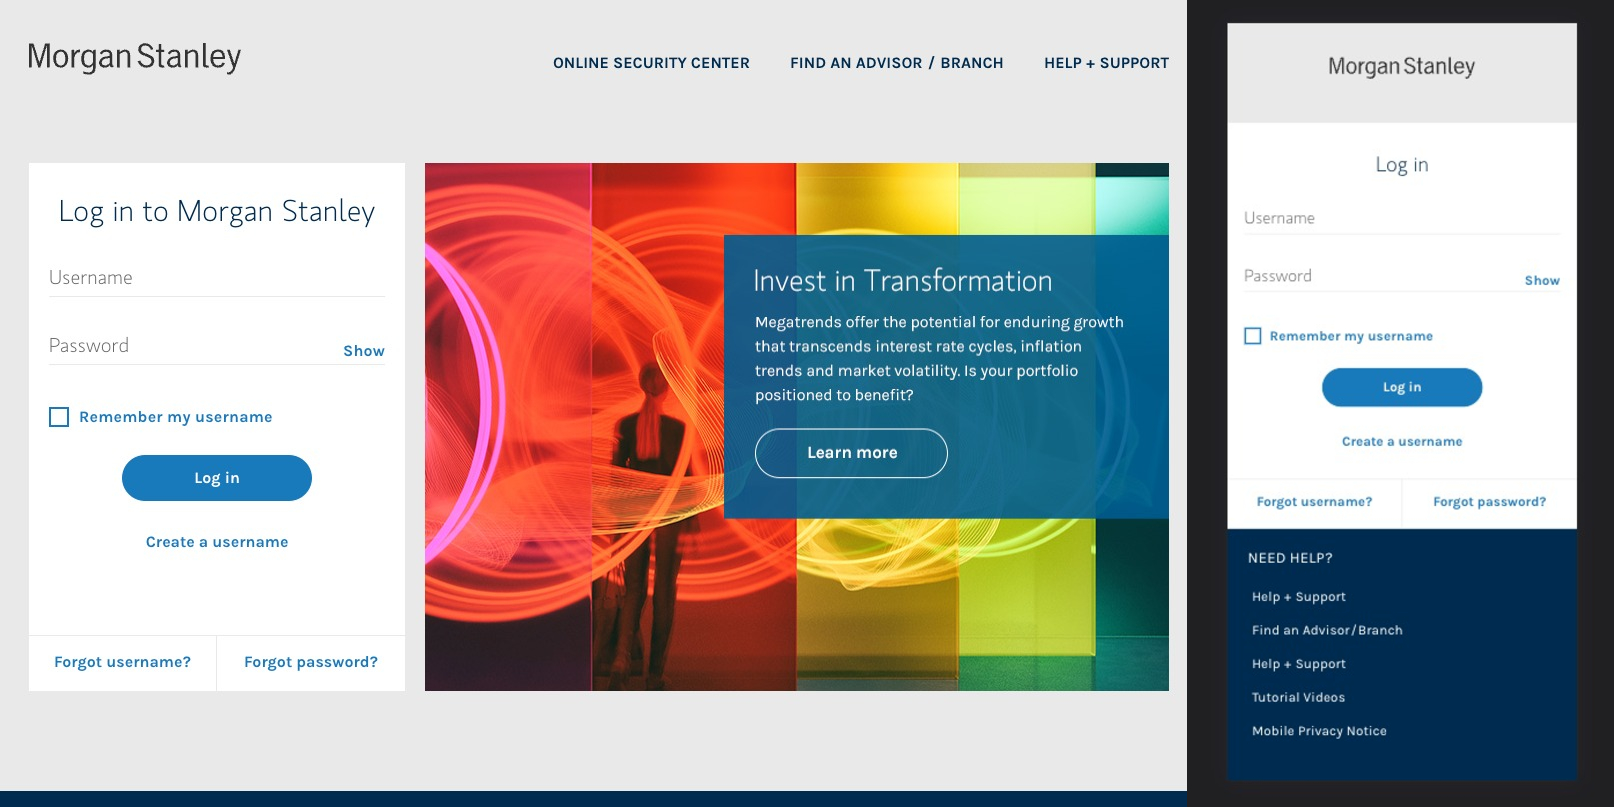 Morgan Stanley
ONLINE SECURITY CENTER
FIND AN ADVISOR / BRANCH
HELP + SUPPORT
Log in to Morgan Stanley
Username
Password
Show
Remember my username
Log in
Create a username
Forgot username?
Forgot password?
Invest in Transformation
Megatrends offer the potential for enduring growth
that transcends interest rate cycles, inflation
trends and market volatility. Is your portfolio
positioned to benefit?
Learn more
Morgan Stanley
Log in
Username
Password
Show
Remember my username
Log in
Create a username
Forgot username?
Forgot password?
NEED HELP?
Help + Support
Find an Advisor/Branch
Help + Support
Tutorial Videos
Mobile Privacy Notice